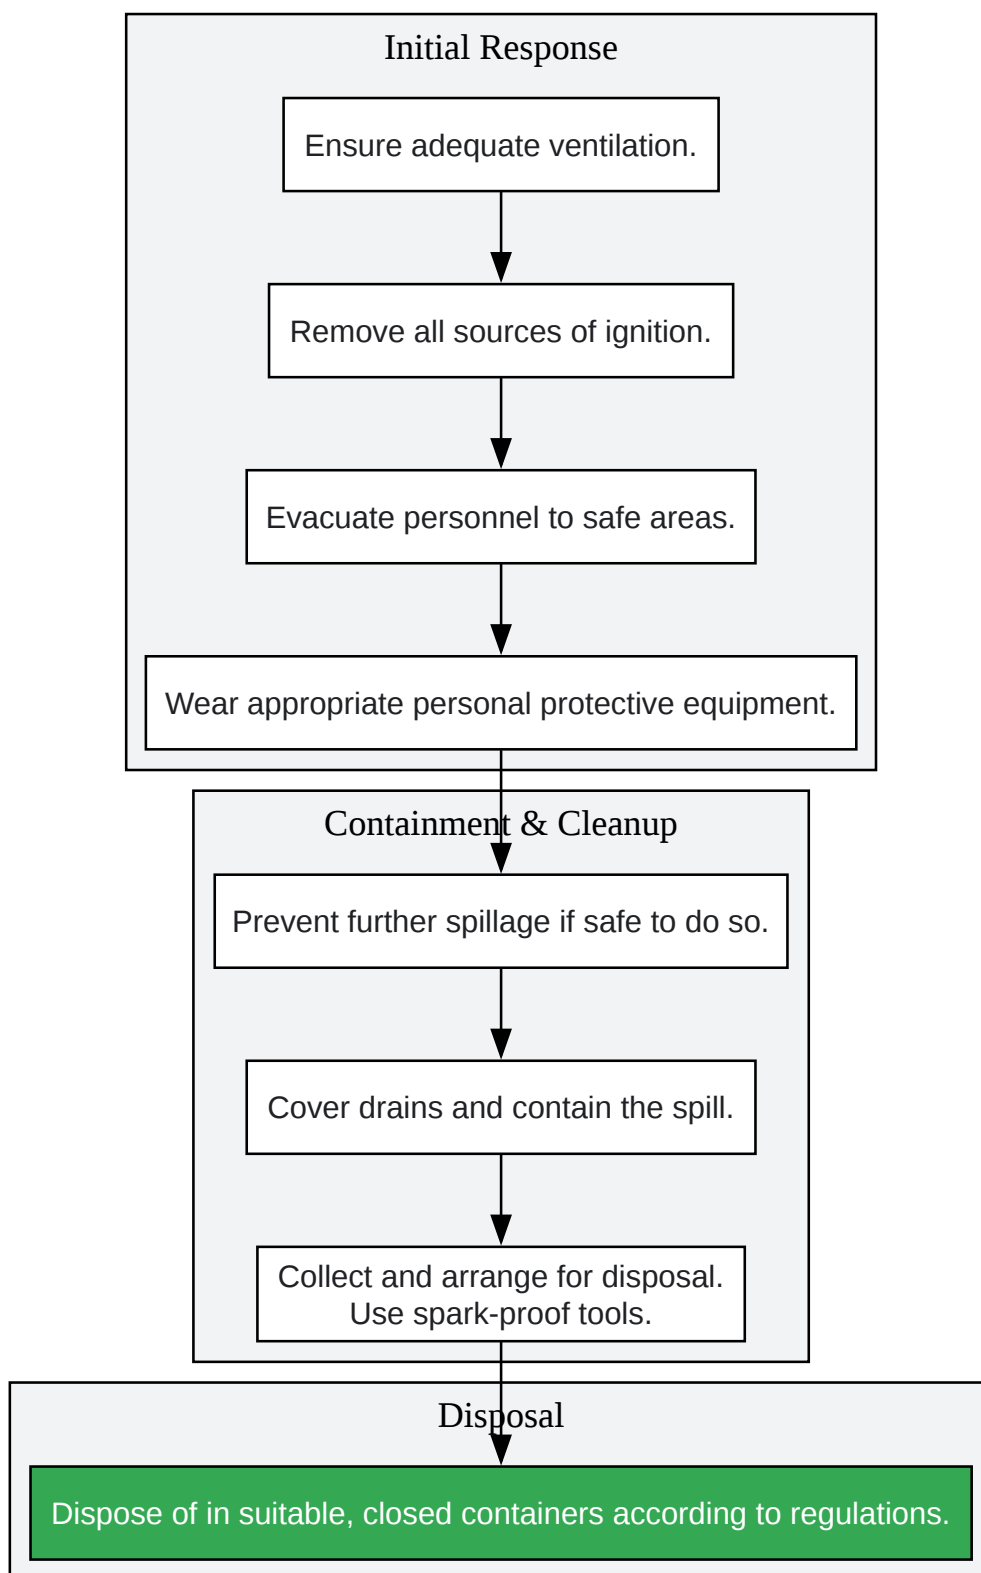 Initial Response
Ensure adequate ventilation.
Remove all sources of ignition.
Evacuate personnel to safe areas.
Wear appropriate personal protective equipment.
Containment & Cleanup
Prevent further spillage if safe to do so.
Cover drains and contain the spill.
Collect and arrange for disposal.
Use spark-proof tools.
Disposal
Dispose of in suitable, closed containers according to regulations.